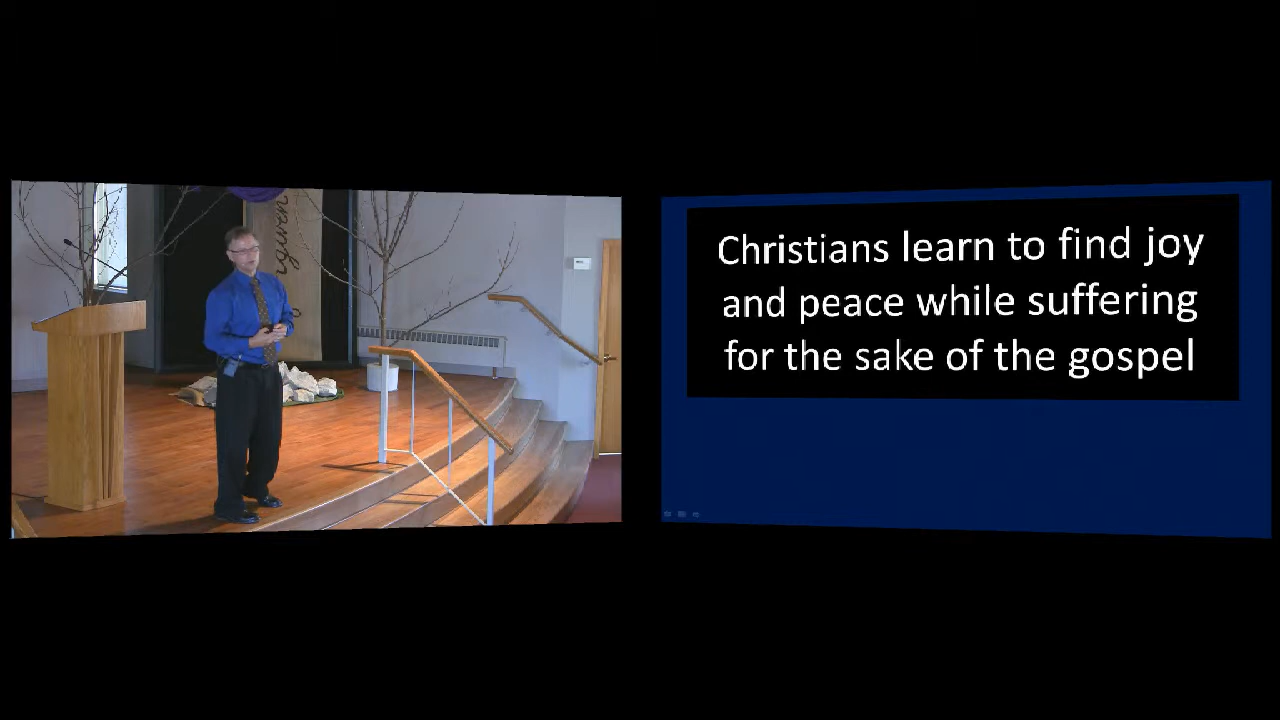 Christians learn to find joy
and peace while suffering
for the sake of the gospel